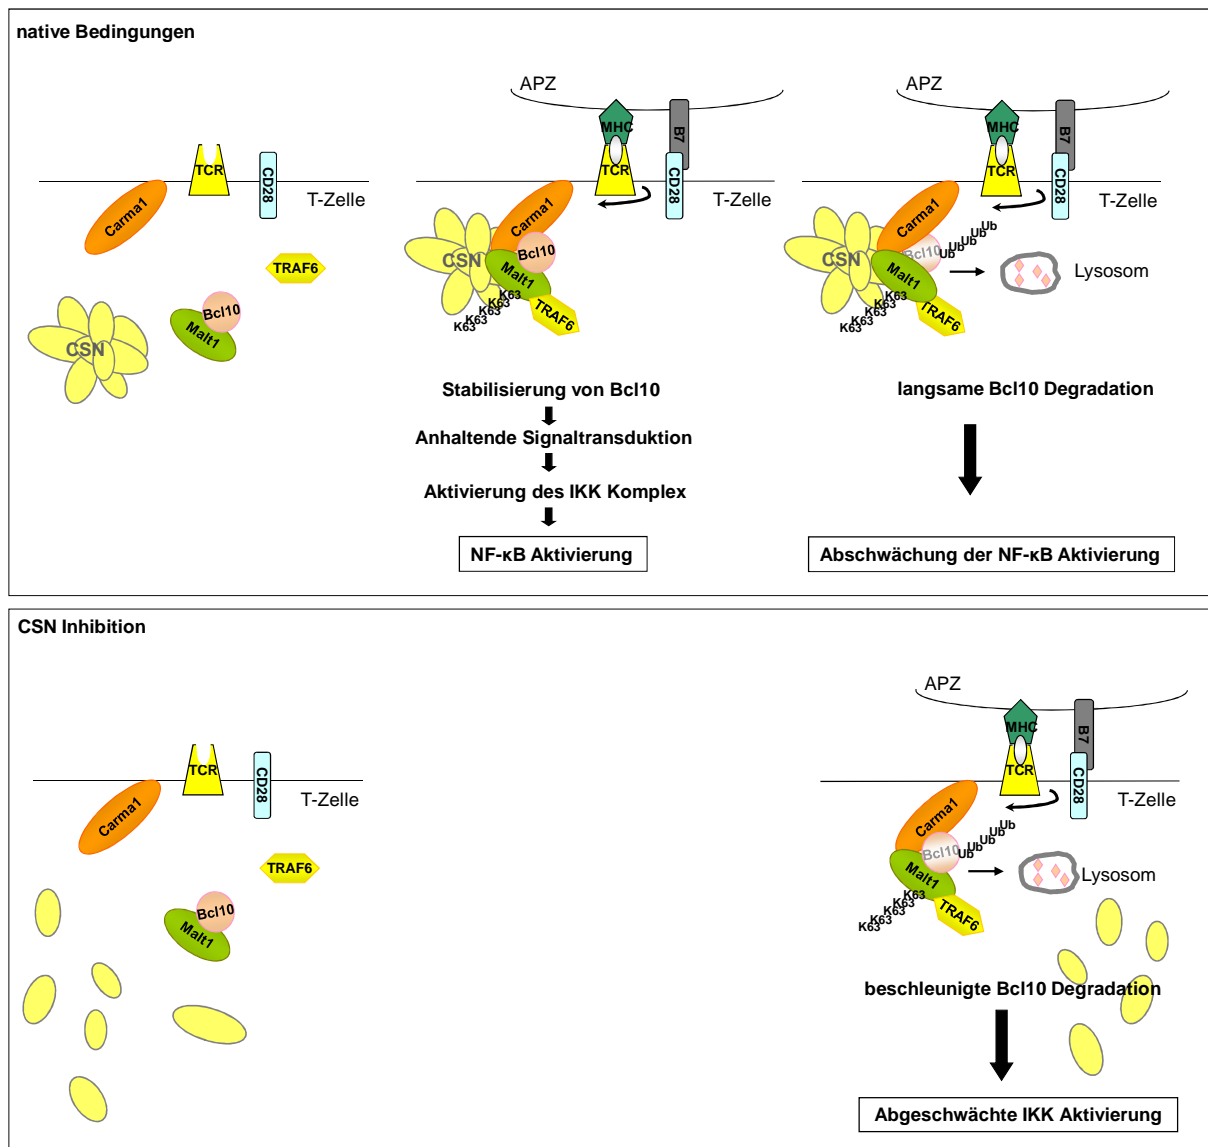 native Bedingungen
TCR
CD28
T-Zelle
Carma1
TRAF6
Bcl10
Malt1
CSN
APZ
MHC
B7
TCR
CD28
T-Zelle
Carma1
Bcl10
CSN
Malt1
K63
K63
K63
K63
TRAF6
Stabilisierung von Bcl10
Anhaltende Signaltransduktion
Aktivierung des IKK Komplex
NF-κB Aktivierung
APZ
MHC
B7
TCR
CD28
T-Zelle
Carma1
Bcl10
Ub
Ub
Ub
Ub
CSN
Malt1
Lysosom
K63
K63
K63
K63
TRAF6
langsame Bcl10 Degradation
Abschwächung der NF-κB Aktivierung
CSN Inhibition
TCR
CD28
T-Zelle
Carma1
TRAF6
Bcl10
Malt1
APZ
MHC
B7
TCR
CD28
T-Zelle
Carma1
Bcl10
Ub
Ub
Ub
Ub
Malt1
Lysosom
K63
K63
K63
K63
TRAF6
beschleunigte Bcl10 Degradation
Abgeschwächte IKK Aktivierung